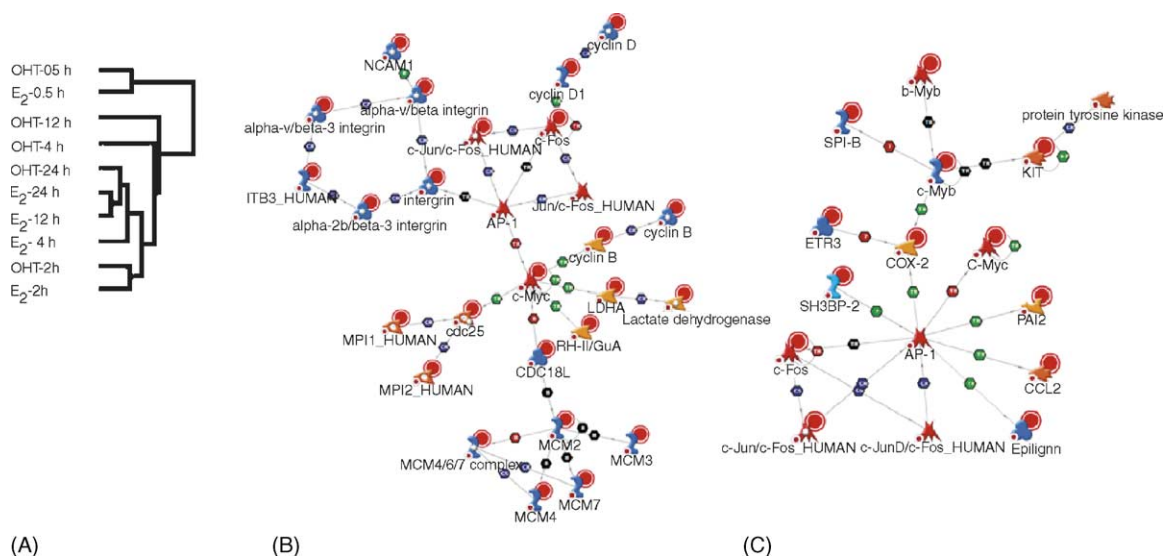 OHT-05 h
E2-0.5 h
OHT-12 h
OHT-4 h
OHT-24 h
E2-24 h
E2-12 h
E2- 4 h
OHT-2h
E2-2h
(A)
NCAM1
cyclin D
alpha-v/beta integrin
cyclin D1
alpha-v/beta-3 integrin
c-Fos
c-Jun/c-Fos_HUMAN
ITB3_HUMAN
intergrin
Jun/c-Fos_HUMAN
alpha-2b/beta-3 intergrin
AP-1
cyclin B
cyclin B
c-Myc
LDHA
Lactate dehydrogenase
cdc25
MPI1_HUMAN
RH-II/GuA
CDC18L
MPI2_HUMAN
MCM2
MCM4/6/7 complex
MCM3
MCM7
MCM4
(B)
b-Myb
protein tyrosine kinase
SPI-B
KIT
c-Myb
ETR3
COX-2
C-Myc
SH3BP-2
PAI2
AP-1
c-Fos
CCL2
c-Jun/c-Fos_HUMAN
c-JunD/c-Fos_HUMAN
Epilignn
(C)